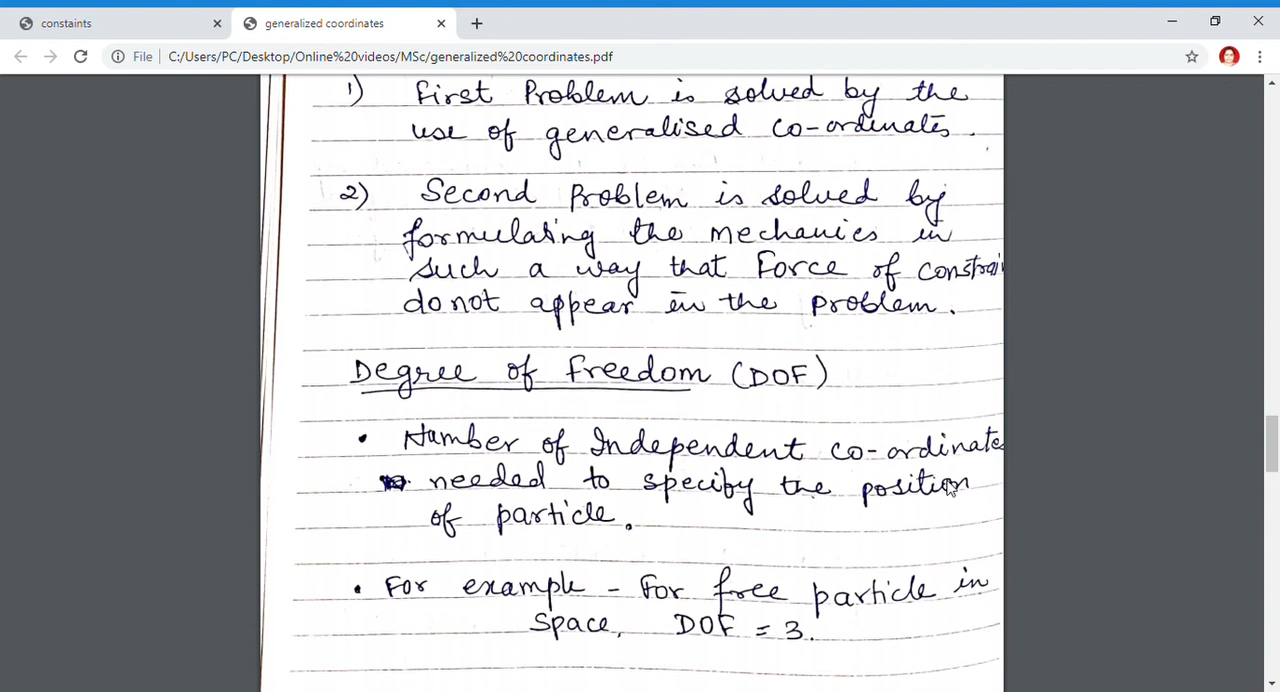 constaints
generalized coordinates
File C:/Users/PC/Desktop/Online%20videos/MSc/generalized%20coordinates.pdf
1) First Problem is solved by the
use of generalised co-ordinates.
2) Second Problem is solved by
formulating the mechanics in
such a way that Force of constrai
do not appear in the problem.
Degree of freedom (DOF)
• Number of Independent co-ordinates
needed to specify the position
of particle.
• For example - For free particle in
Space, DOF = 3.